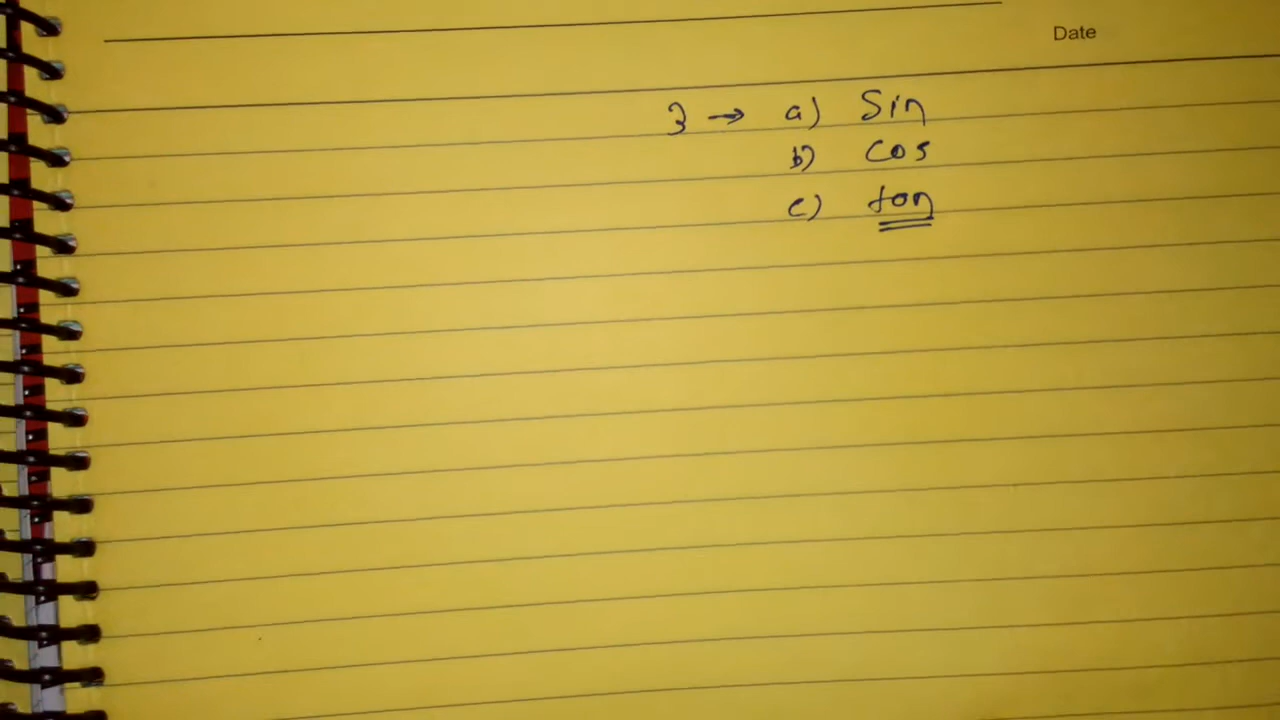 Date
3 → a) Sin
b) cos
c) tan